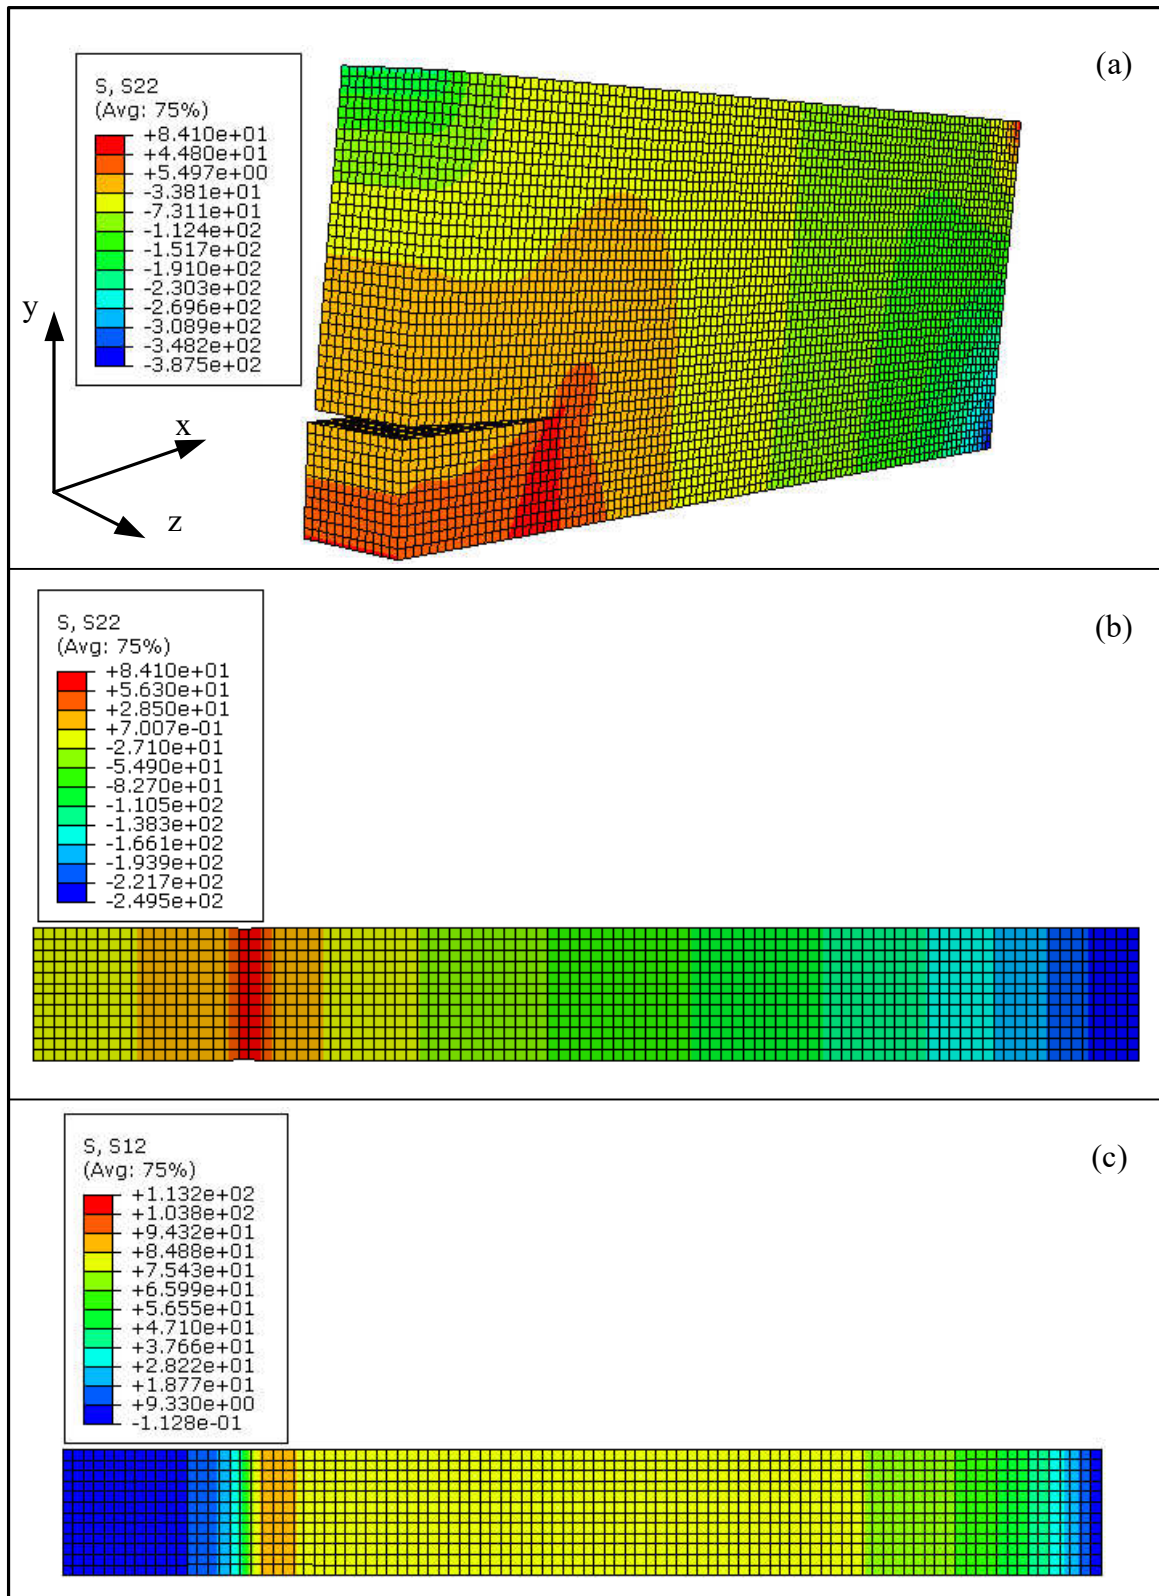 (a)
S, S22
(Avg: 75%)
+8.410e+01
+4.480e+01
+5.497e+00
-3.381e+01
-7.311e+01
-1.124e+02
-1.517e+02
-1.910e+02
-2.303e+02
-2.696e+02
-3.089e+02
-3.482e+02
-3.875e+02
y
x
z
(b)
S, S22
(Avg: 75%)
+8.410e+01
+5.630e+01
+2.850e+01
+7.007e-01
-2.710e+01
-5.490e+01
-8.270e+01
-1.105e+02
-1.383e+02
-1.661e+02
-1.939e+02
-2.217e+02
-2.495e+02
(c)
S, S12
(Avg: 75%)
+1.132e+02
+1.038e+02
+9.432e+01
+8.488e+01
+7.543e+01
+6.599e+01
+5.655e+01
+4.710e+01
+3.766e+01
+2.822e+01
+1.877e+01
+9.330e+00
-1.128e-01